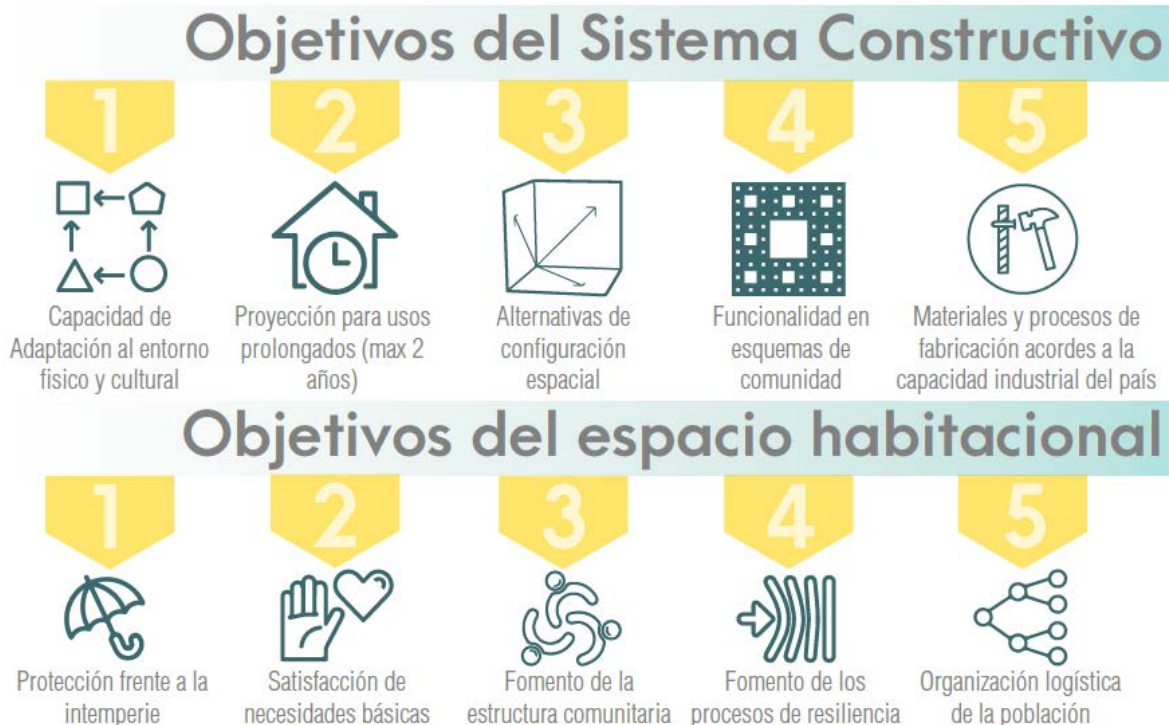 Objetivos del Sistema Constructivo
1
2
3
4
5
Capacidad de
Adaptación al entorno
fisico y cultural
Proyección para usos
prolongados (max 2
años)
Alternativas de
configuración
espacial
Funcionalidad en
esquemas de
comunidad
Materiales y procesos de
fabricación acordes a la
capacidad industrial del país
Objetivos del espacio habitacional
1
2
3
4
5
Protección frente a la
intemperie
Satisfacción de
necesidades básicas
Fomento de la
estructura comunitaria
Fomento de los
procesos de resiliencia
Organización logística
de la población